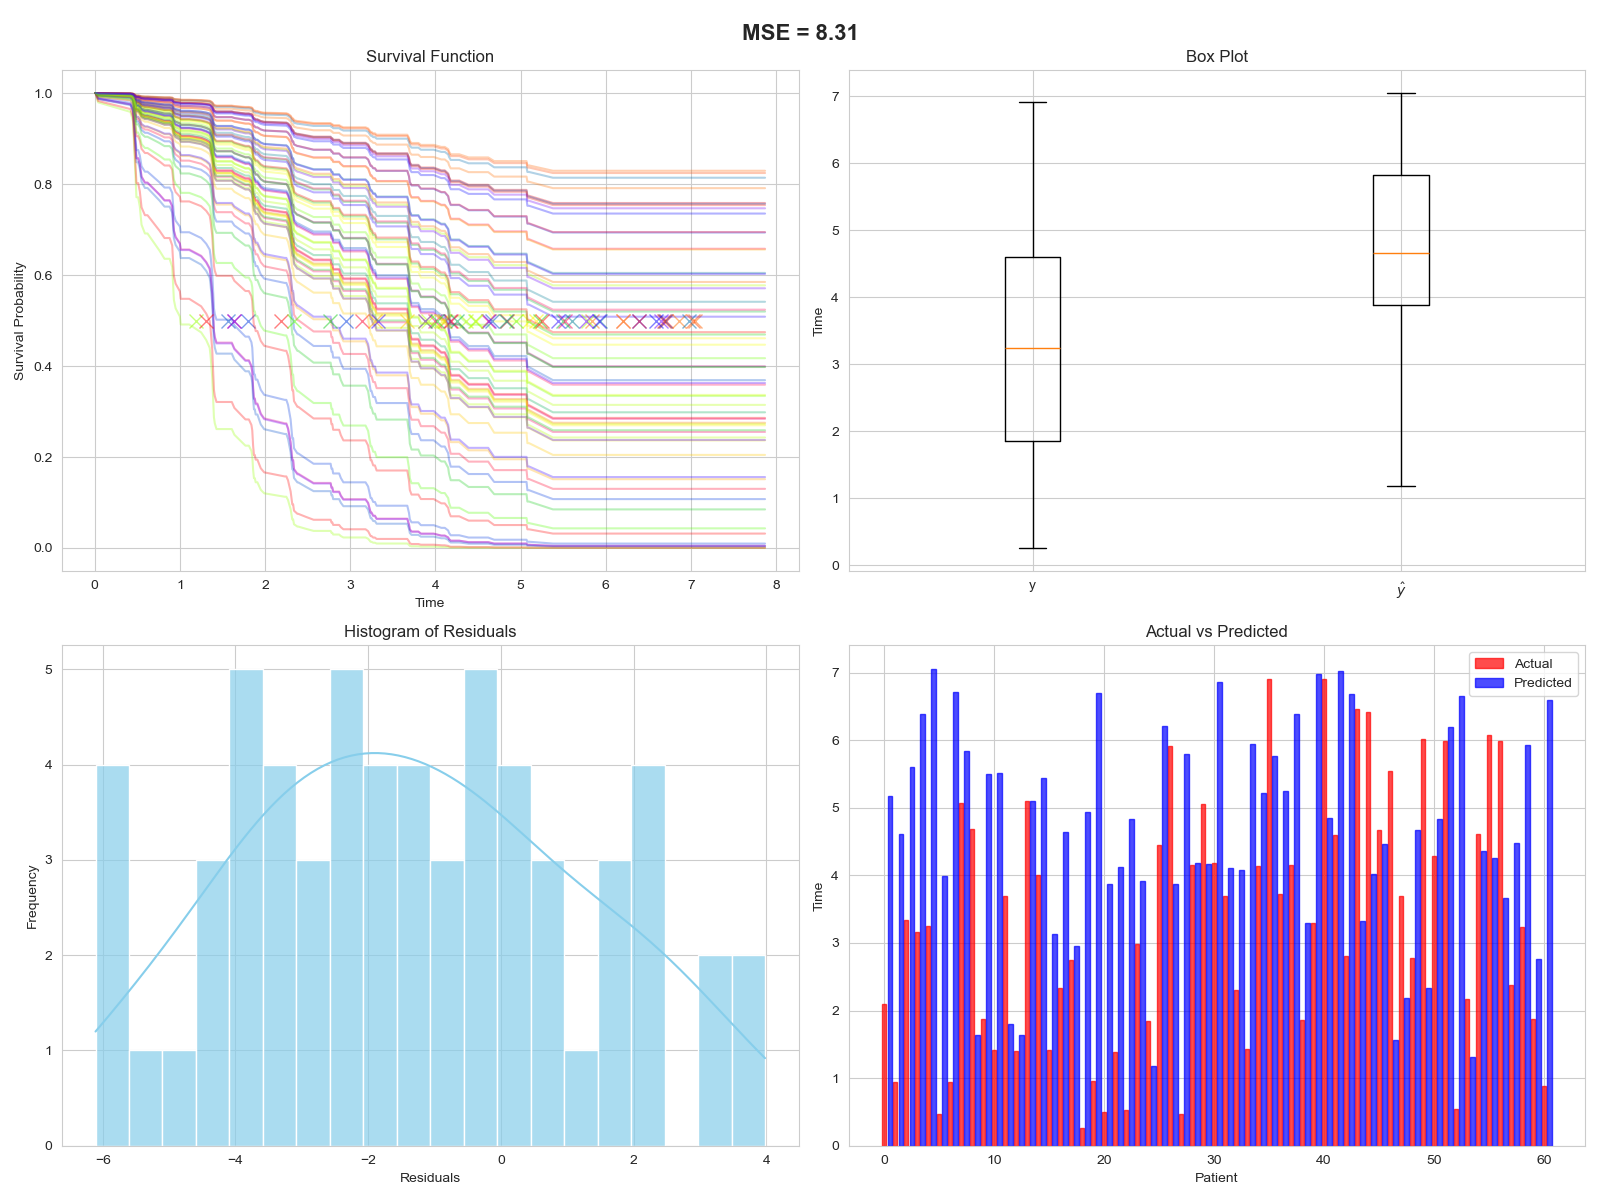 MSE = 8.31
Survival Function
1.0
0.8
0.6
0.4
0.2
0.0
Survival Probability
0 1 2 3 4 5 6 7 8
Time
Box Plot
7
6
5
4
3
2
1
0
Time
y ŷ
Histogram of Residuals
5
4
3
2
1
0
Frequency
−6 −4 −2 0 2 4
Residuals
Actual vs Predicted
Actual
Predicted
7
6
5
4
3
2
1
0
Time
0 10 20 30 40 50 60
Patient